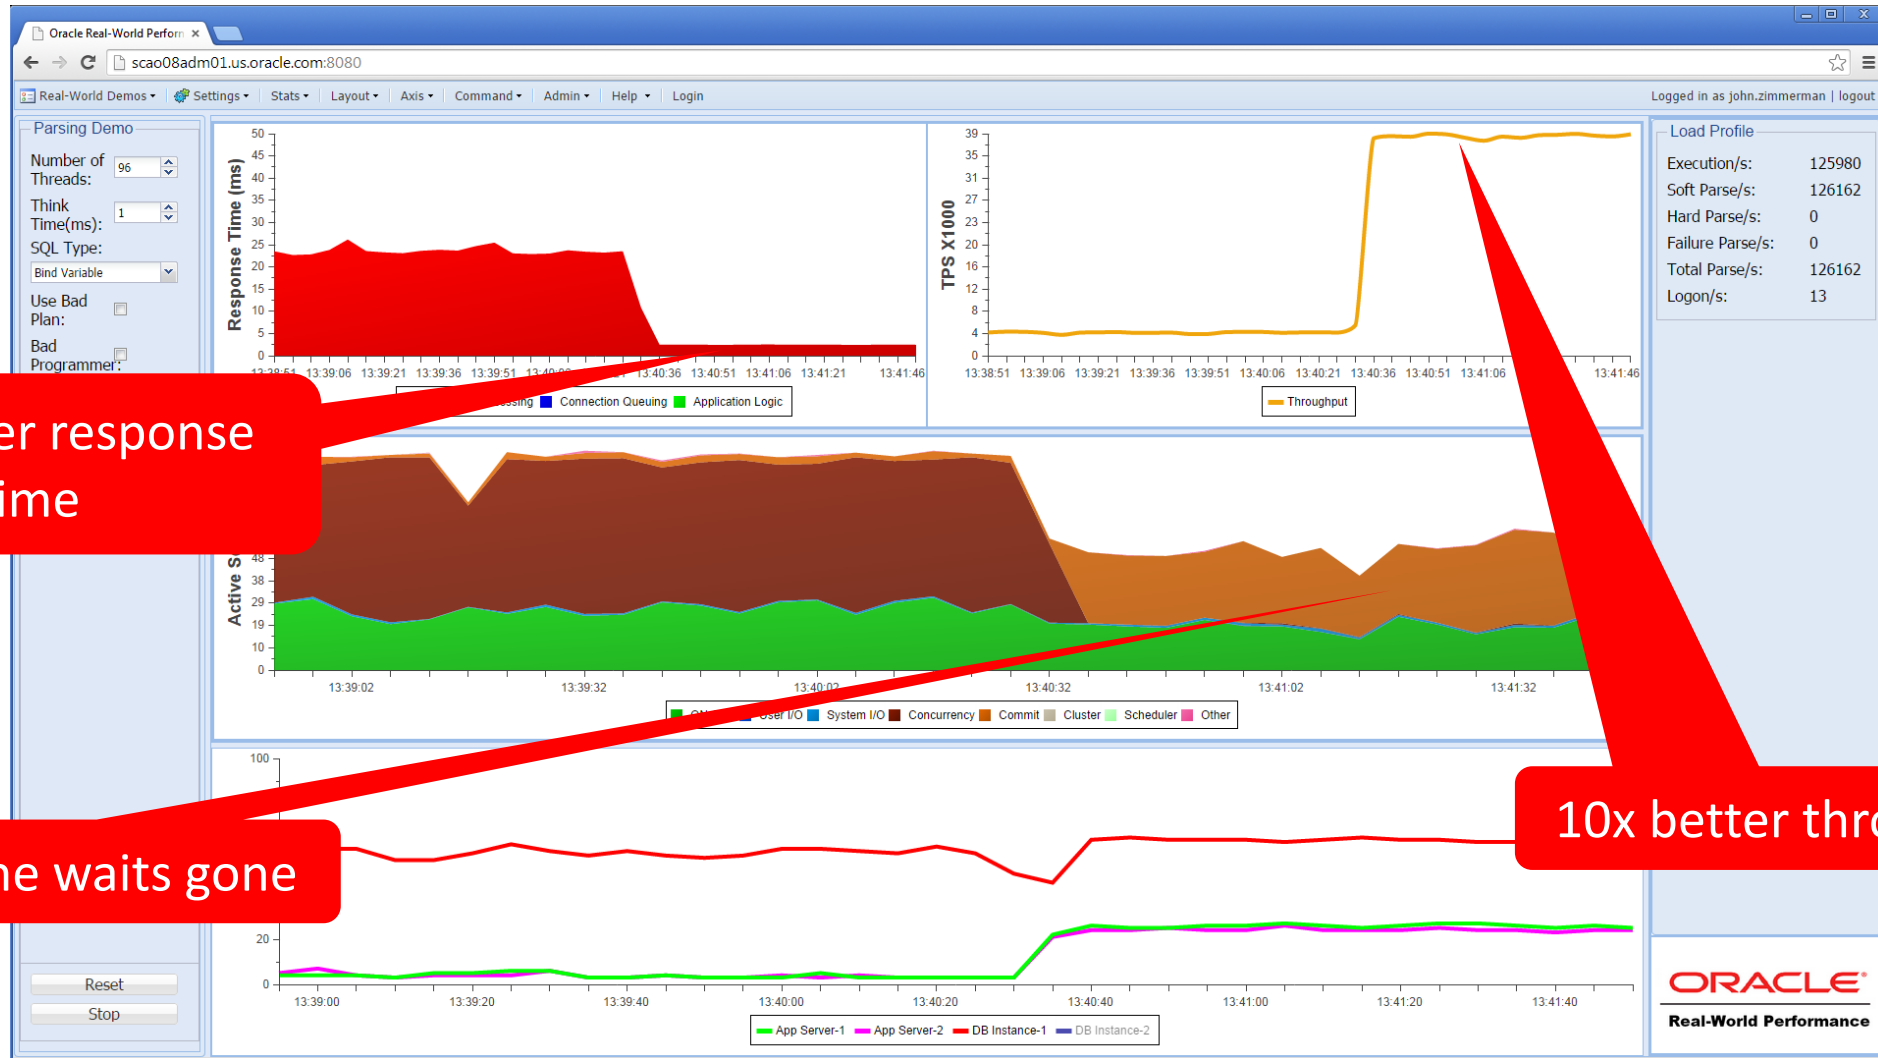 Oracle Real-World Perform
scao08adm01.us.oracle.com:8080
Real-World Demos
Settings
Stats
Layout
Axis
Command
Admin
Help
Login
Logged in as john.zimmerman | logout
Parsing Demo
Number of
Threads:
96
Think
Time(ms):
1
SQL Type:
Bind Variable
Use Bad
Plan:
Bad
Programmer:
Reset
Stop
Response Time (ms)
50
45
40
35
30
25
20
15
10
5
0
13:38:51 13:39:06 13:39:21 13:39:36 13:39:51 13:40:36 13:40:51 13:41:06 13:41:21 13:41:46
Connection Queuing Application Logic
TPS X1000
39
35
31
27
23
20
16
12
8
4
0
13:38:51 13:39:06 13:39:21 13:39:36 13:39:51 13:40:06 13:40:21 13:40:36 13:40:51 13:41:06 13:41:46
Throughput
er response
ime
Active S
48
38
29
19
10
0
13:39:02 13:39:32 13:40:02 13:40:32 13:41:02 13:41:32
User I/O System I/O Concurrency Commit Cluster Scheduler Other
ne waits gone
10x better thro
100
20
0
13:39:00 13:39:20 13:39:40 13:40:00 13:40:20 13:40:40 13:41:00 13:41:20 13:41:40
App Server-1 App Server-2 DB Instance-1 DB Instance-2
Load Profile
Execution/s: 125980
Soft Parse/s: 126162
Hard Parse/s: 0
Failure Parse/s: 0
Total Parse/s: 126162
Logon/s: 13
ORACLE
Real-World Performance